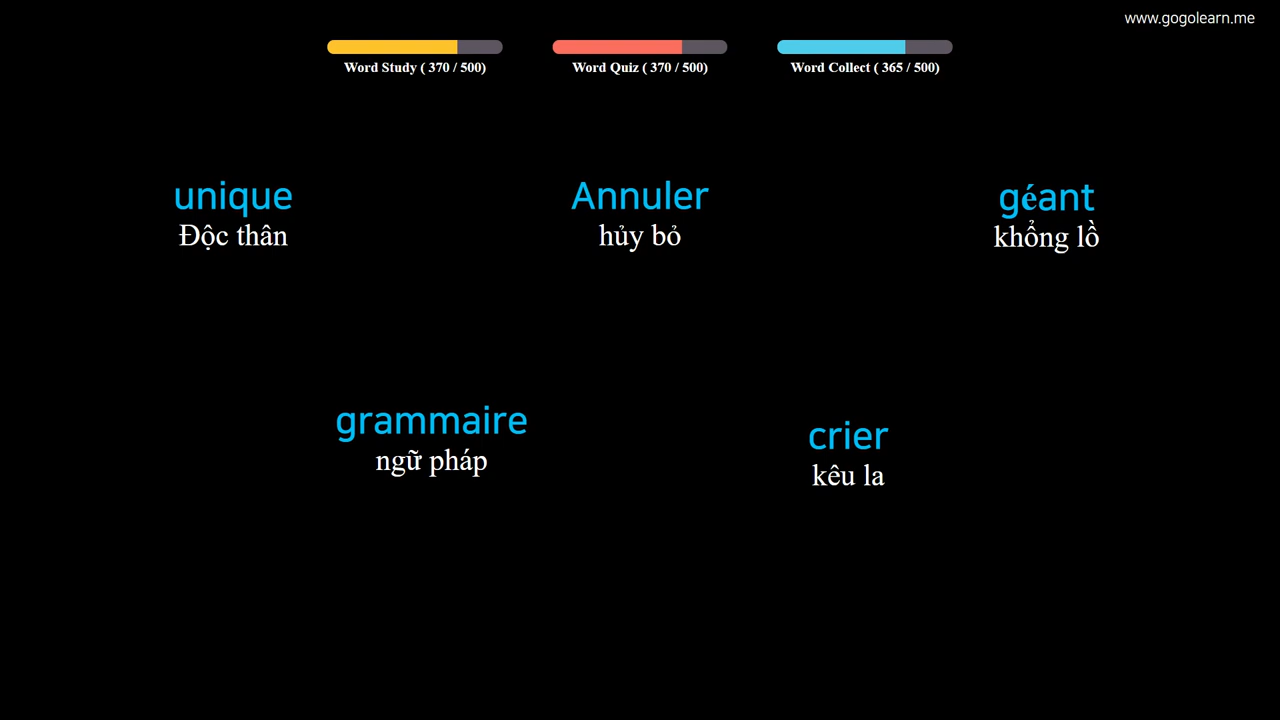 www.gogolearn.me
Word Study ( 370 / 500)
Word Quiz ( 370 / 500)
Word Collect ( 365 / 500)
unique
Độc thân
Annuler
hủy bỏ
géant
khổng lồ
grammaire
ngữ pháp
crier
kêu la